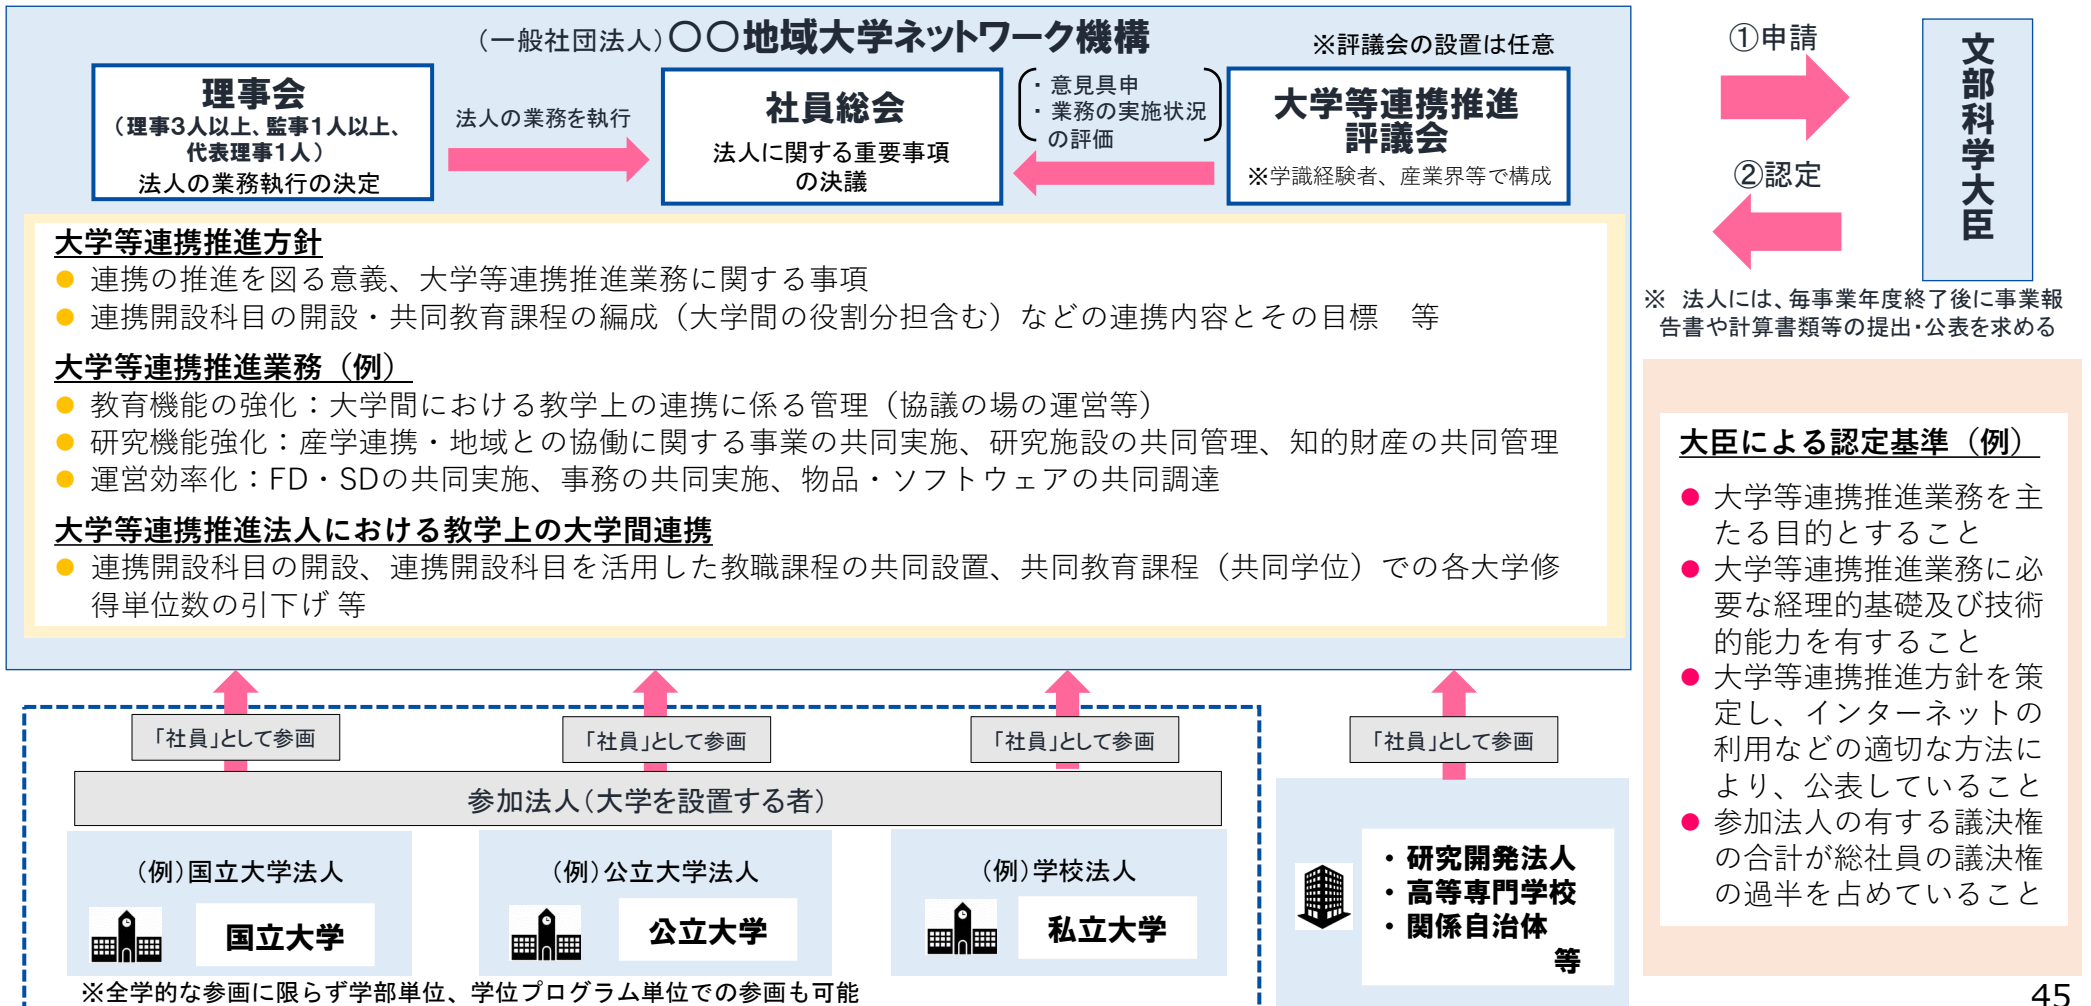 （一般社団法人）〇〇地域大学ネットワーク機構
※評議会の設置は任意
理事会
（理事3人以上、監事1人以上、
代表理事1人）
法人の業務執行の決定
法人の業務を執行
社員総会
法人に関する重要事項
の決議
・意見具申
・業務の実施状況
の評価
大学等連携推進
評議会
※学識経験者、産業界等で構成
大学等連携推進方針
● 連携の推進を図る意義、大学等連携推進業務に関する事項
● 連携開設科目の開設・共同教育課程の編成（大学間の役割分担含む）などの連携内容とその目標　等
大学等連携推進業務（例）
● 教育機能の強化：大学間における教学上の連携に係る管理（協議の場の運営等）
● 研究機能強化：産学連携・地域との協働に関する事業の共同実施、研究施設の共同管理、知的財産の共同管理
● 運営効率化：FD・SDの共同実施、事務の共同実施、物品・ソフトウェアの共同調達
大学等連携推進法人における教学上の大学間連携
● 連携開設科目の開設、連携開設科目を活用した教職課程の共同設置、共同教育課程（共同学位）での各大学修
得単位数の引下げ 等
「社員」として参画
「社員」として参画
「社員」として参画
「社員」として参画
参加法人（大学を設置する者）
（例）国立大学法人
国立大学
（例）公立大学法人
公立大学
（例）学校法人
私立大学
・研究開発法人
・高等専門学校
・関係自治体
等
※全学的な参画に限らず学部単位、学位プログラム単位での参画も可能
①申請
②認定
文部科学大臣
※　法人には、毎事業年度終了後に事業報
告書や計算書類等の提出・公表を求める
大臣による認定基準（例）
● 大学等連携推進業務を主
たる目的とすること
● 大学等連携推進業務に必
要な経理的基礎及び技術
的能力を有すること
● 大学等連携推進方針を策
定し、インターネットの
利用などの適切な方法に
より、公表していること
● 参加法人の有する議決権
の合計が総社員の議決権
の過半を占めていること
45